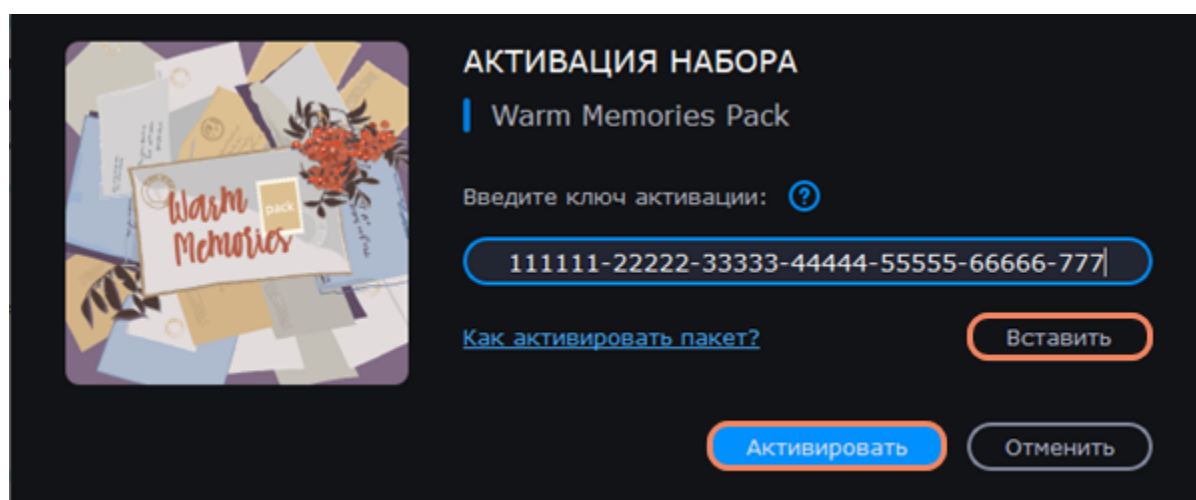 АКТИВАЦИЯ НАБОРА
Warm Memories Pack
Warm
pack
Memories
Введите ключ активации: ?
111111-22222-33333-44444-55555-66666-777
Как активировать пакет?
Вставить
Активировать
Отменить